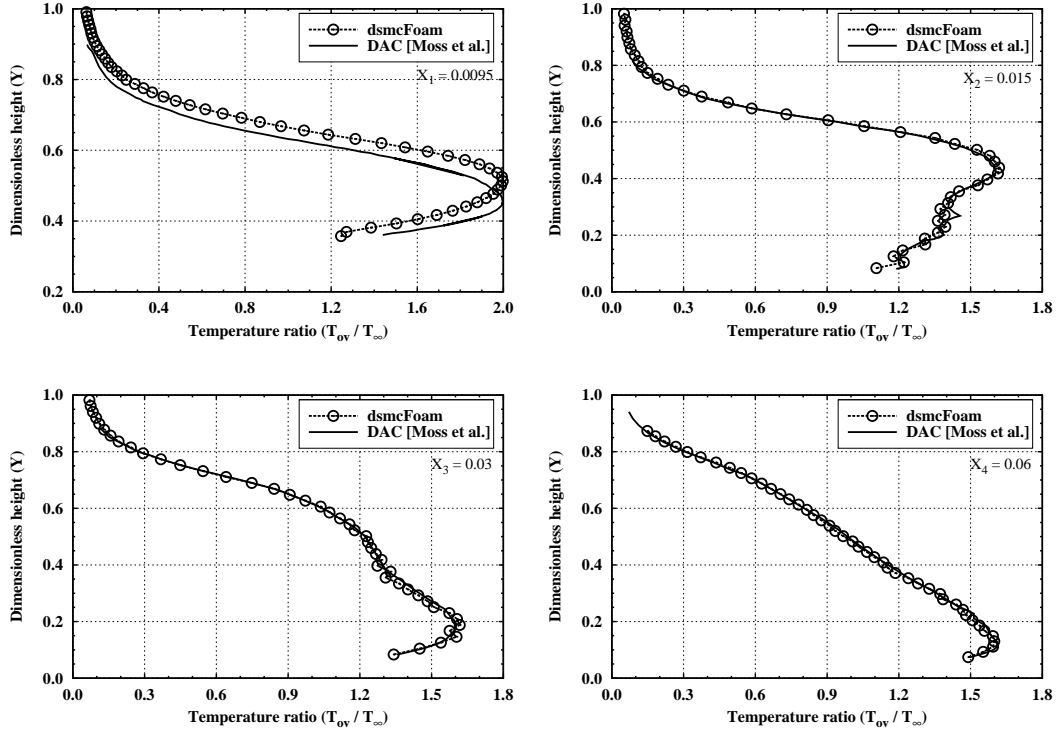 1.0
0.8
0.6
0.4
0.2
Dimensionless height (Y)
dsmcFoam
DAC [Moss et al.]
X1 = 0.0095
0.0 0.4 0.8 1.2 1.6 2.0
Temperature ratio (Tov / T∞)
1.0
0.8
0.6
0.4
0.2
0.0
Dimensionless height (Y)
dsmcFoam
DAC [Moss et al.]
X2 = 0.015
0.0 0.3 0.6 0.9 1.2 1.5 1.8
Temperature ratio (Tov / T∞)
1.0
0.8
0.6
0.4
0.2
0.0
Dimensionless height (Y)
dsmcFoam
DAC [Moss et al.]
X3 = 0.03
0.0 0.3 0.6 0.9 1.2 1.5 1.8
Temperature ratio (Tov / T∞)
1.0
0.8
0.6
0.4
0.2
0.0
Dimensionless height (Y)
dsmcFoam
DAC [Moss et al.]
X4 = 0.06
0.0 0.3 0.6 0.9 1.2 1.5 1.8
Temperature ratio (Tov / T∞)